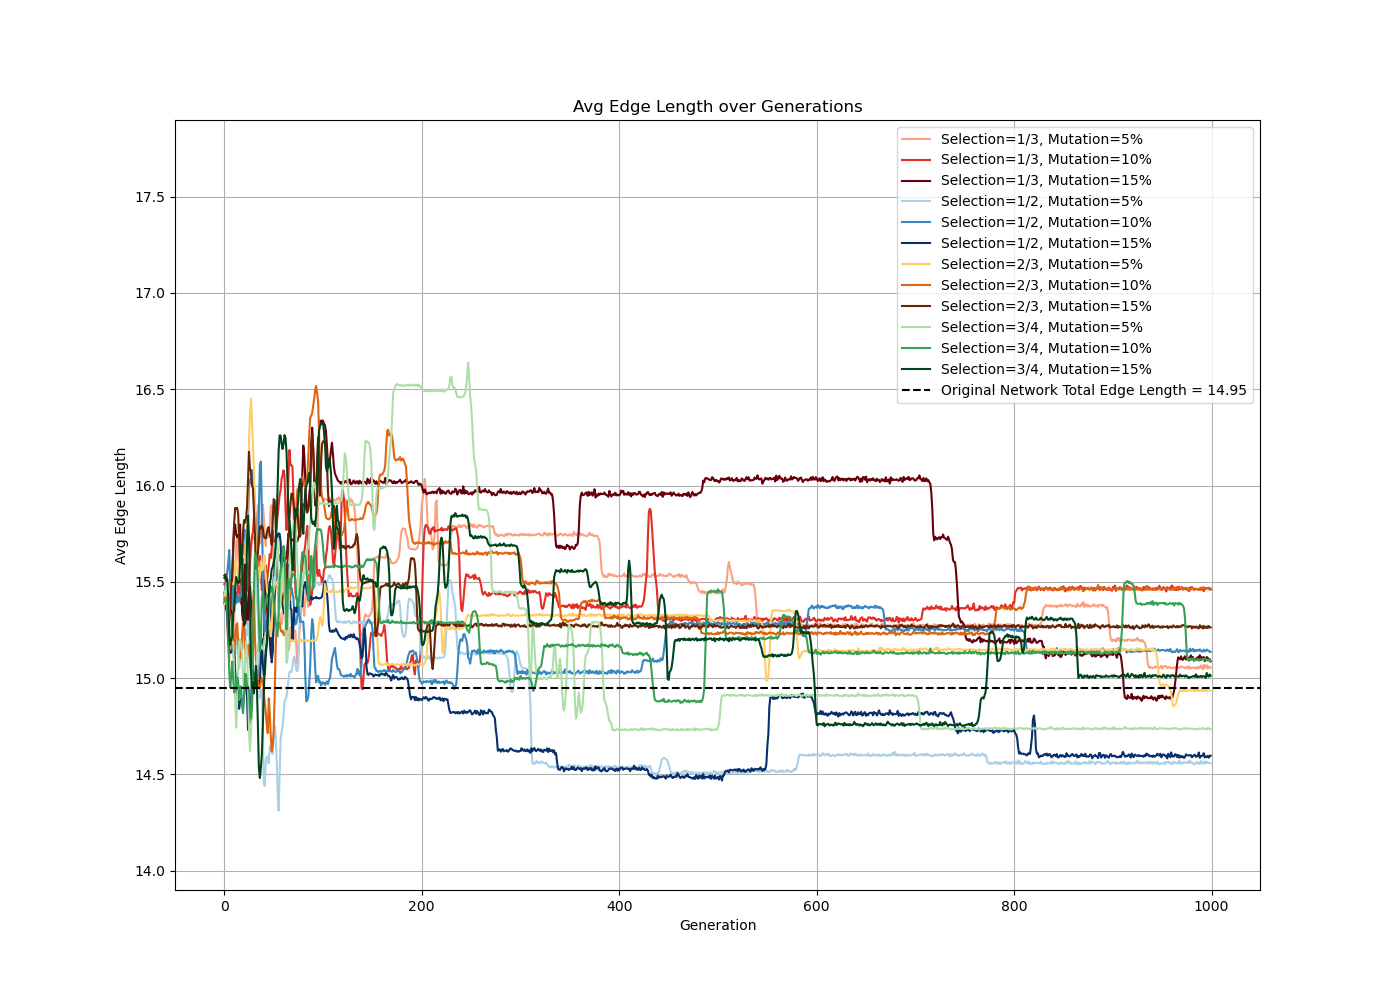 Avg Edge Length over Generations
Selection=1/3, Mutation=5%
Selection=1/3, Mutation=10%
Selection=1/3, Mutation=15%
Selection=1/2, Mutation=5%
Selection=1/2, Mutation=10%
Selection=1/2, Mutation=15%
Selection=2/3, Mutation=5%
Selection=2/3, Mutation=10%
Selection=2/3, Mutation=15%
Selection=3/4, Mutation=5%
Selection=3/4, Mutation=10%
Selection=3/4, Mutation=15%
Original Network Total Edge Length = 14.95
Avg Edge Length
17.5
17.0
16.5
16.0
15.5
15.0
14.5
14.0
0 200 400 600 800 1000
Generation